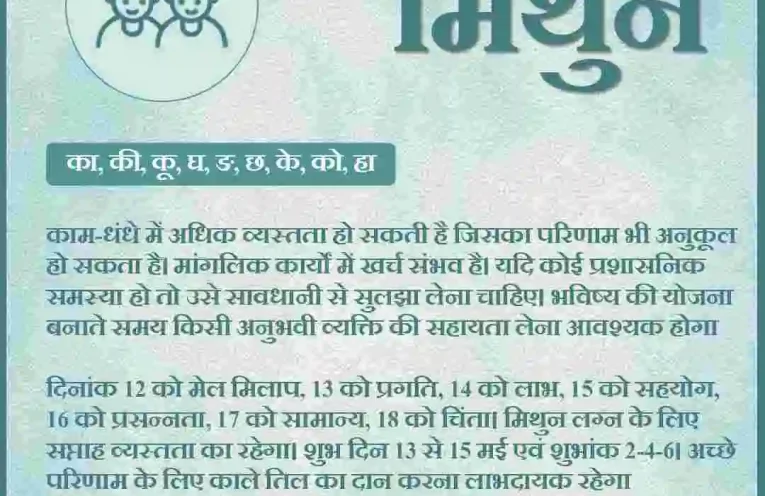 मिथुन
का, की, कू, घ, ङ, छ, के, को, हा
काम-धंधे में अधिक व्यस्तता हो सकती है जिसका परिणाम भी अनुकूल
हो सकता है। मांगलिक कार्यों में खर्च संभव है। यदि कोई प्रशासनिक
समस्या हो तो उसे सावधानी से सुलझा लेना चाहिए। भविष्य की योजना
बनाते समय किसी अनुभवी व्यक्ति की सहायता लेना आवश्यक होगा
दिनांक 12 को मेल मिलाप, 13 को प्रगति, 14 को लाभ, 15 को सहयोग,
16 को प्रसन्नता, 17 को सामान्य, 18 को चिंता। मिथुन लग्न के लिए
सप्ताह व्यस्तता का रहेगा। शुभ दिन 13 से 15 मई एवं शुभांक 2-4-6। अच्छे
परिणाम के लिए काले तिल का दान करना लाभदायक रहेगा